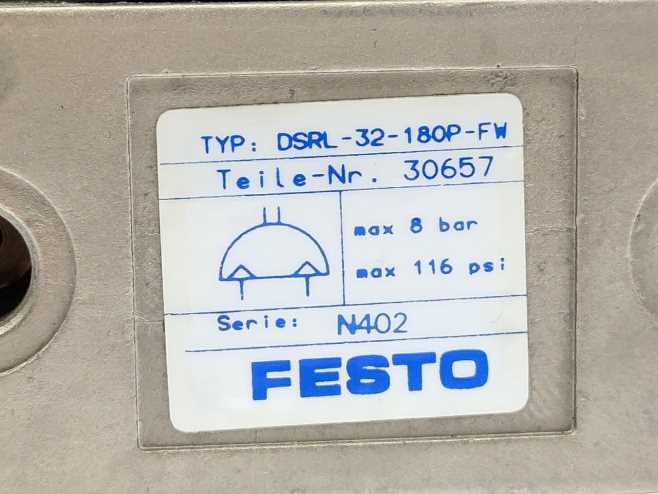 TYP: DSRL-32-180P-FW
Teile-Nr. 30657
max 8 bar
max 116 psi
Serie: N402
FESTO